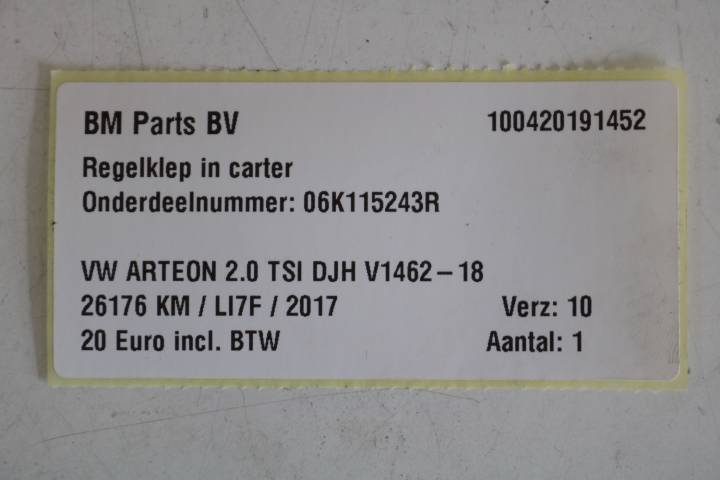 BM Parts BV 100420191452
Regelklep in carter
Onderdeelnummer: 06K115243R
VW ARTEON 2.0 TSI DJH V1462-18
26176 KM / LI7F / 2017 Verz: 10
20 Euro incl. BTW Aantal: 1